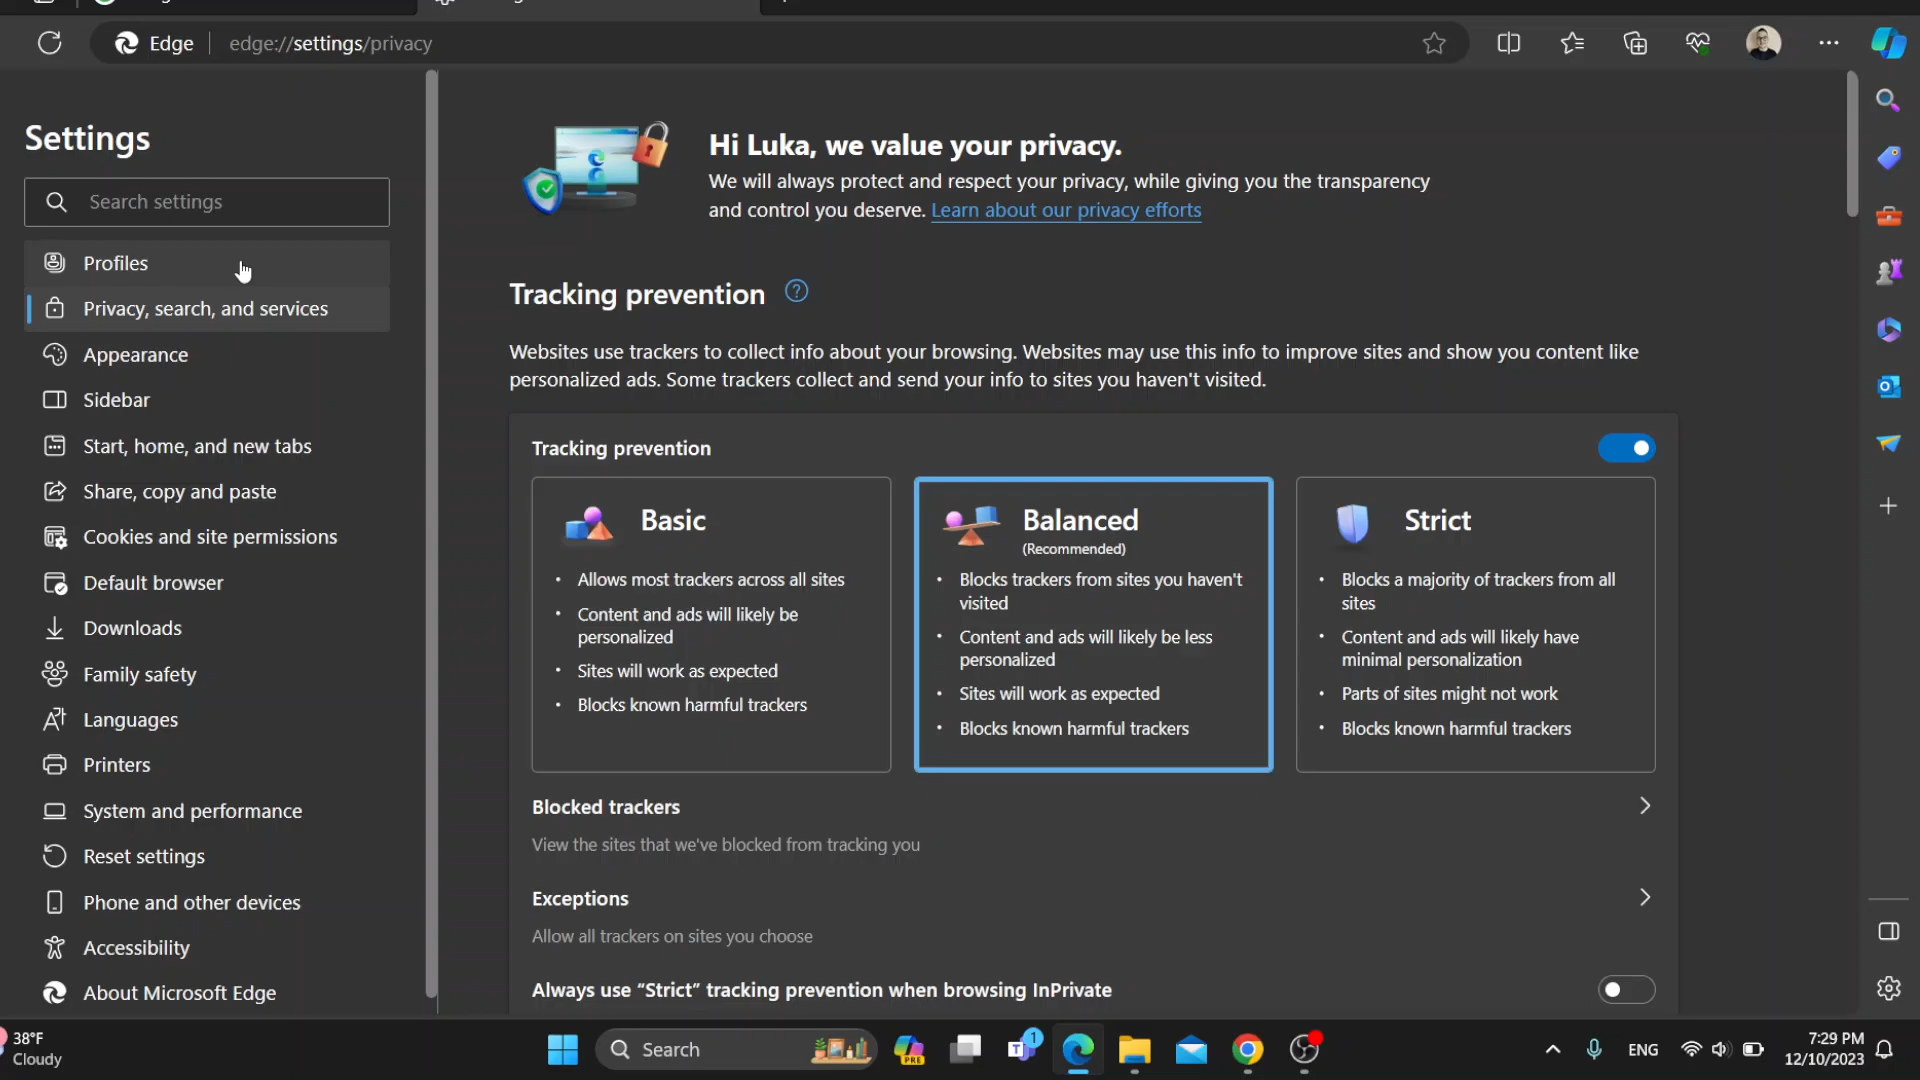 Edge
edge://settings/privacy
Settings
Search settings
Profiles
Privacy, search, and services
Appearance
Sidebar
Start, home, and new tabs
Share, copy and paste
Cookies and site permissions
Default browser
Downloads
Family safety
Languages
Printers
System and performance
Reset settings
Phone and other devices
Accessibility
About Microsoft Edge
Hi Luka, we value your privacy.
We will always protect and respect your privacy, while giving you the transparency
and control you deserve. Learn about our privacy efforts
Tracking prevention
Websites use trackers to collect info about your browsing. Websites may use this info to improve sites and show you content like
personalized ads. Some trackers collect and send your info to sites you haven't visited.
Tracking prevention
Basic
• Allows most trackers across all sites
• Content and ads will likely be
personalized
• Sites will work as expected
• Blocks known harmful trackers
Balanced
(Recommended)
• Blocks trackers from sites you haven't
visited
• Content and ads will likely be less
personalized
• Sites will work as expected
• Blocks known harmful trackers
Strict
• Blocks a majority of trackers from all
sites
• Content and ads will likely have
minimal personalization
• Parts of sites might not work
• Blocks known harmful trackers
Blocked trackers
View the sites that we've blocked from tracking you
Exceptions
Allow all trackers on sites you choose
Always use “Strict” tracking prevention when browsing InPrivate
38°F
Cloudy
Search
PRE
1
ENG
7:29 PM
12/10/2023